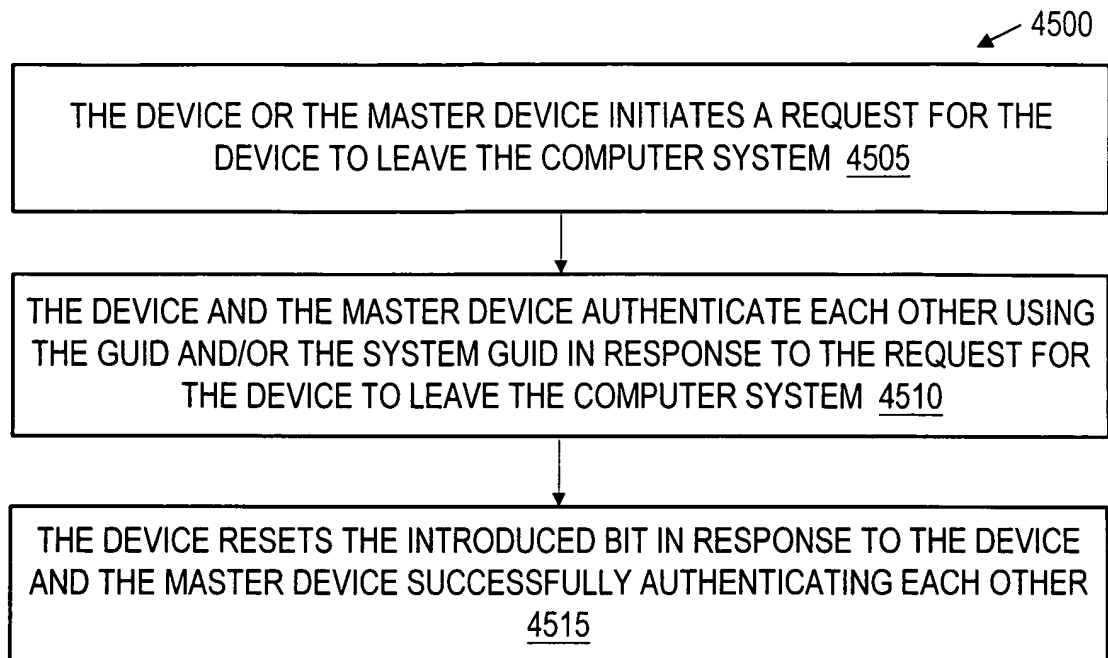 4500
THE DEVICE OR THE MASTER DEVICE INITIATES A REQUEST FOR THE
DEVICE TO LEAVE THE COMPUTER SYSTEM 4505
THE DEVICE AND THE MASTER DEVICE AUTHENTICATE EACH OTHER USING
THE GUID AND/OR THE SYSTEM GUID IN RESPONSE TO THE REQUEST FOR
THE DEVICE TO LEAVE THE COMPUTER SYSTEM 4510
THE DEVICE RESETS THE INTRODUCED BIT IN RESPONSE TO THE DEVICE
AND THE MASTER DEVICE SUCCESSFULLY AUTHENTICATING EACH OTHER
4515